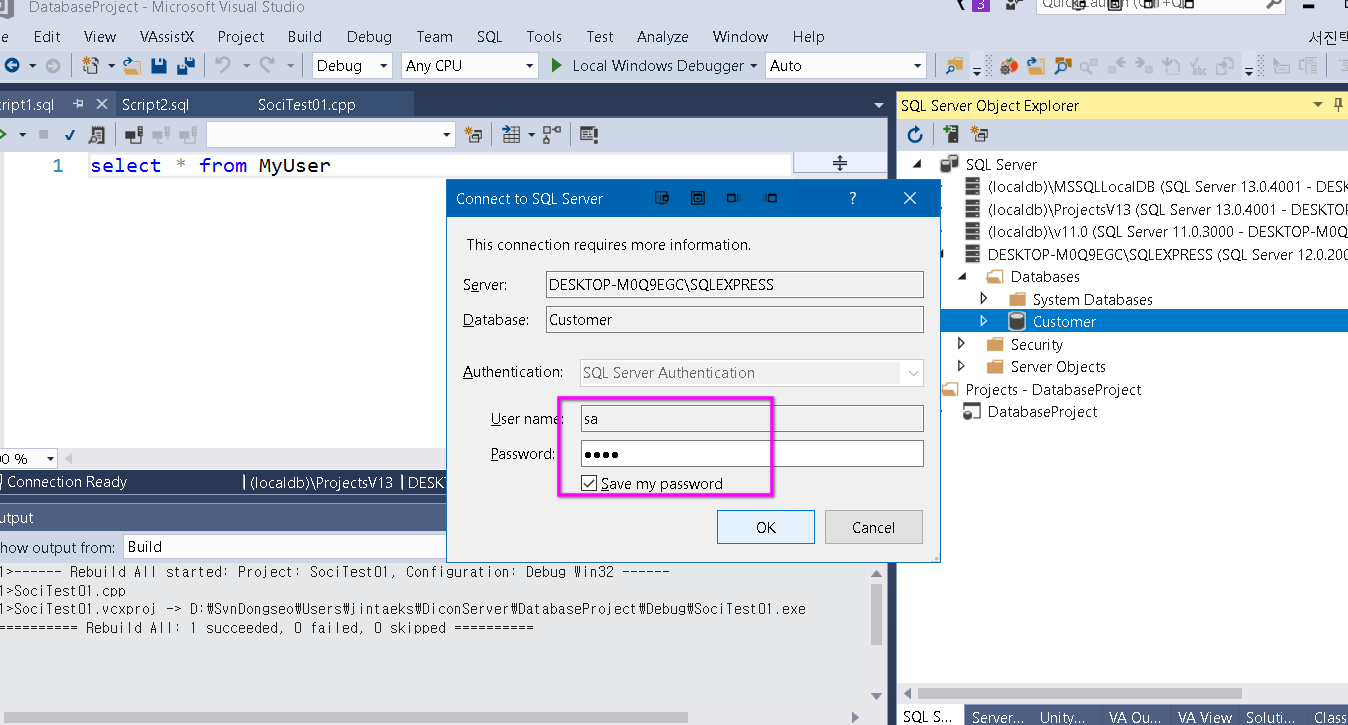 DatabaseProject - Microsoft Visual Studio
3
Quick Launch (Ctrl+Q)
e Edit View VAssistX Project Build Debug Team SQL Tools Test Analyze Window Help
서진택
Debug Any CPU Local Windows Debugger Auto
cript1.sql Script2.sql SociTest01.cpp
SQL Server Object Explorer
1 select * from MyUser
SQL Server
(localdb)\MSSQLLocalDB (SQL Server 13.0.4001 - DESK
(localdb)\ProjectsV13 (SQL Server 13.0.4001 - DESKTO
(localdb)\v11.0 (SQL Server 11.0.3000 - DESKTOP-M0Q
DESKTOP-M0Q9EGC\SQLEXPRESS (SQL Server 12.0.200
Databases
System Databases
Customer
Security
Server Objects
Projects - DatabaseProject
DatabaseProject
Connect to SQL Server ?
This connection requires more information.
Server: DESKTOP-M0Q9EGC\SQLEXPRESS
Database: Customer
Authentication: SQL Server Authentication
User name: sa
Password: ●●●●
Save my password
OK Cancel
00 %
Connection Ready (localdb)\ProjectsV13 DESK
utput
how output from: Build
1>------ Rebuild All started: Project: SociTest01, Configuration: Debug Win32 ------
1>SociTest01.cpp
1>SociTest01.vcxproj -> D:₩SvnDongseo₩Users₩jintaeks₩DiconServer₩DatabaseProject₩Debug₩SociTest01.exe
========== Rebuild All: 1 succeeded, 0 failed, 0 skipped ==========
SQL S... Server... Unity... VA Ou... VA View Soluti... Class